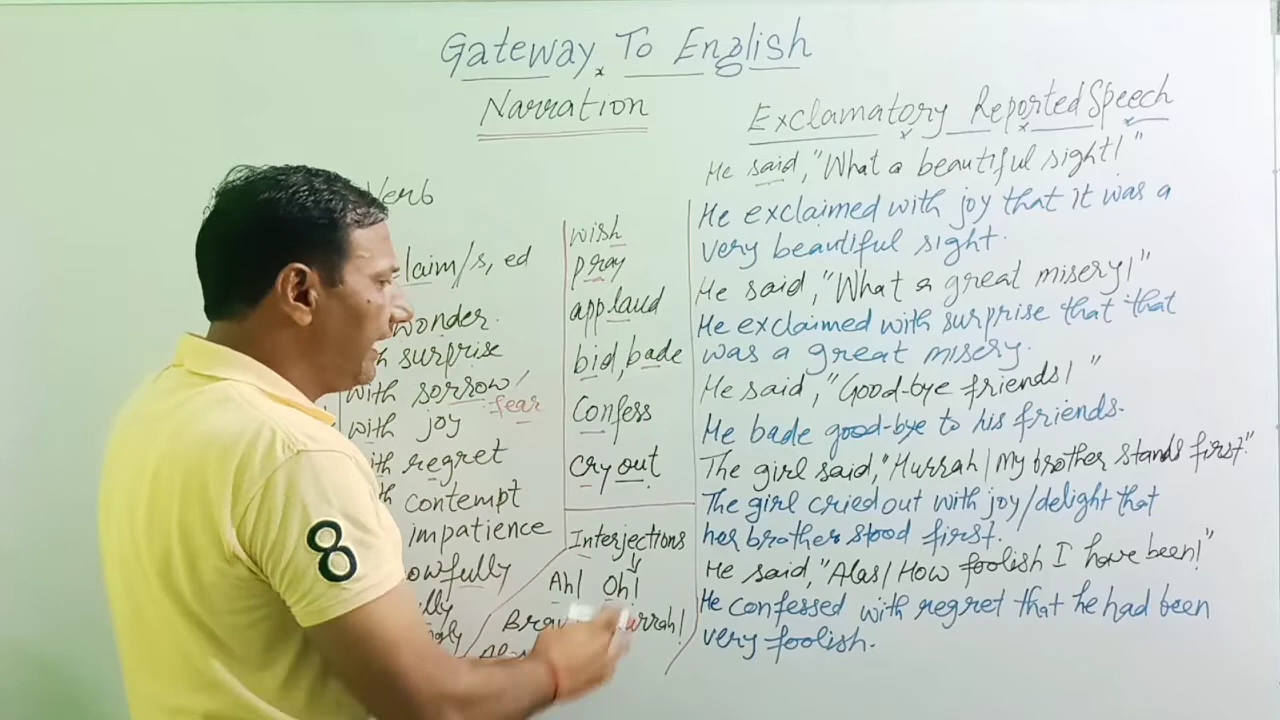 Gateway To English
Narration
Exclamatory Reported Speech
Verb
claim/s, ed
wonder.
surprise
with sorrow/
fear
with joy
with regret
contempt
impatience
wish
pray
applaud
bid, bade
Confess
cry out
Interjections
Ah! Oh!
He said, "What a beautiful sight!"
He exclaimed with joy that it was a
very beautiful sight.
He said, "What a great misery!"
He exclaimed with surprise that that
was a great misery.
He said, "Good-bye friends!"
He bade good-bye to his friends.
The girl said, "Hurrah! My brother stands first."
The girl cried out with joy/delight that
her brother stood first.
He said, "Alas! How foolish I have been!"
He confessed with regret that he had been
very foolish.
8